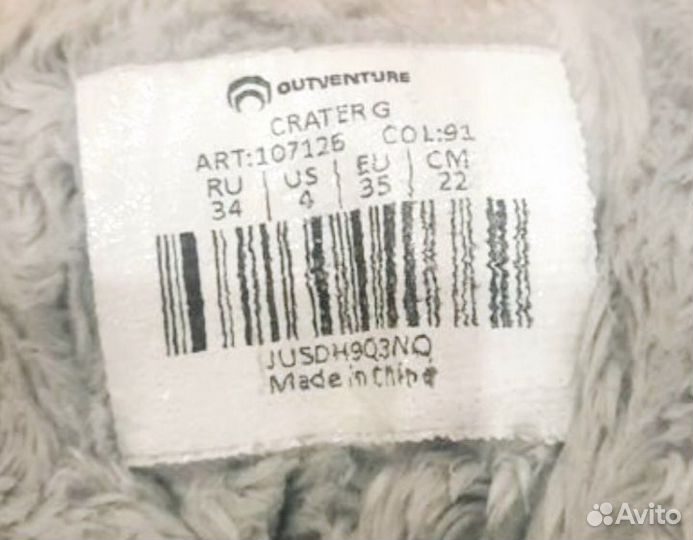 OUTVENTURE
CRATER G
ART:107126 COL:91
RU | US | EU | CM
34 | 4 | 35 | 22
JUSDH9Q3NQ
Made in China
Avito